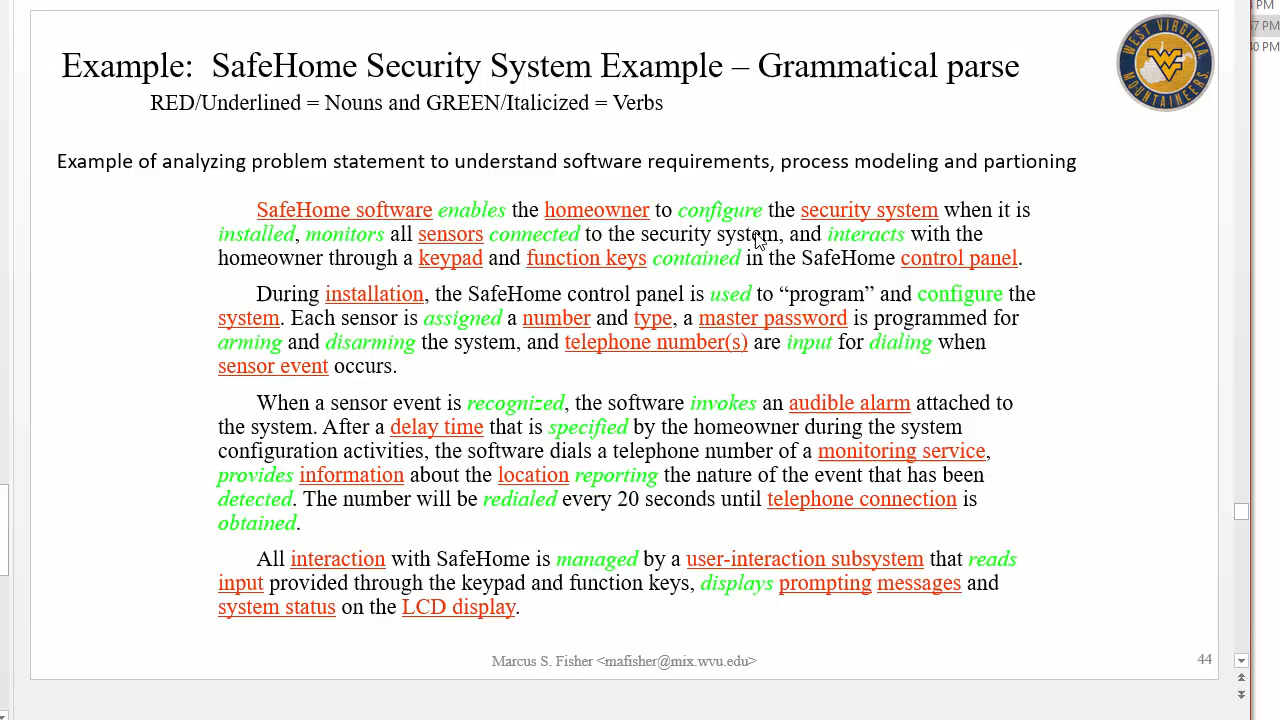 PM
57 PM
40 PM
WEST VIRGINIA
WV
MOUNTAINEERS
Example:  SafeHome Security System Example – Grammatical parse
RED/Underlined = Nouns and GREEN/Italicized = Verbs
Example of analyzing problem statement to understand software requirements, process modeling and partioning
SafeHome software enables the homeowner to configure the security system when it is
installed, monitors all sensors connected to the security system, and interacts with the
homeowner through a keypad and function keys contained in the SafeHome control panel.
During installation, the SafeHome control panel is used to “program” and configure the
system. Each sensor is assigned a number and type, a master password is programmed for
arming and disarming the system, and telephone number(s) are input for dialing when
sensor event occurs.
When a sensor event is recognized, the software invokes an audible alarm attached to
the system. After a delay time that is specified by the homeowner during the system
configuration activities, the software dials a telephone number of a monitoring service,
provides information about the location reporting the nature of the event that has been
detected. The number will be redialed every 20 seconds until telephone connection is
obtained.
All interaction with SafeHome is managed by a user-interaction subsystem that reads
input provided through the keypad and function keys, displays prompting messages and
system status on the LCD display.
Marcus S. Fisher <mafisher@mix.wvu.edu>
44